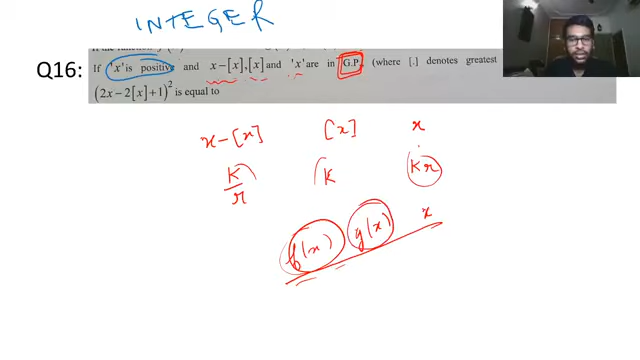 INTEGER
Q16:
If 'x' is positive and x−[x],[x] and 'x' are in G.P. (where [.] denotes greatest
(2x−2[x]+1)² is equal to
x−[x] [x] x
K/r K Kr
f(x) g(x) x